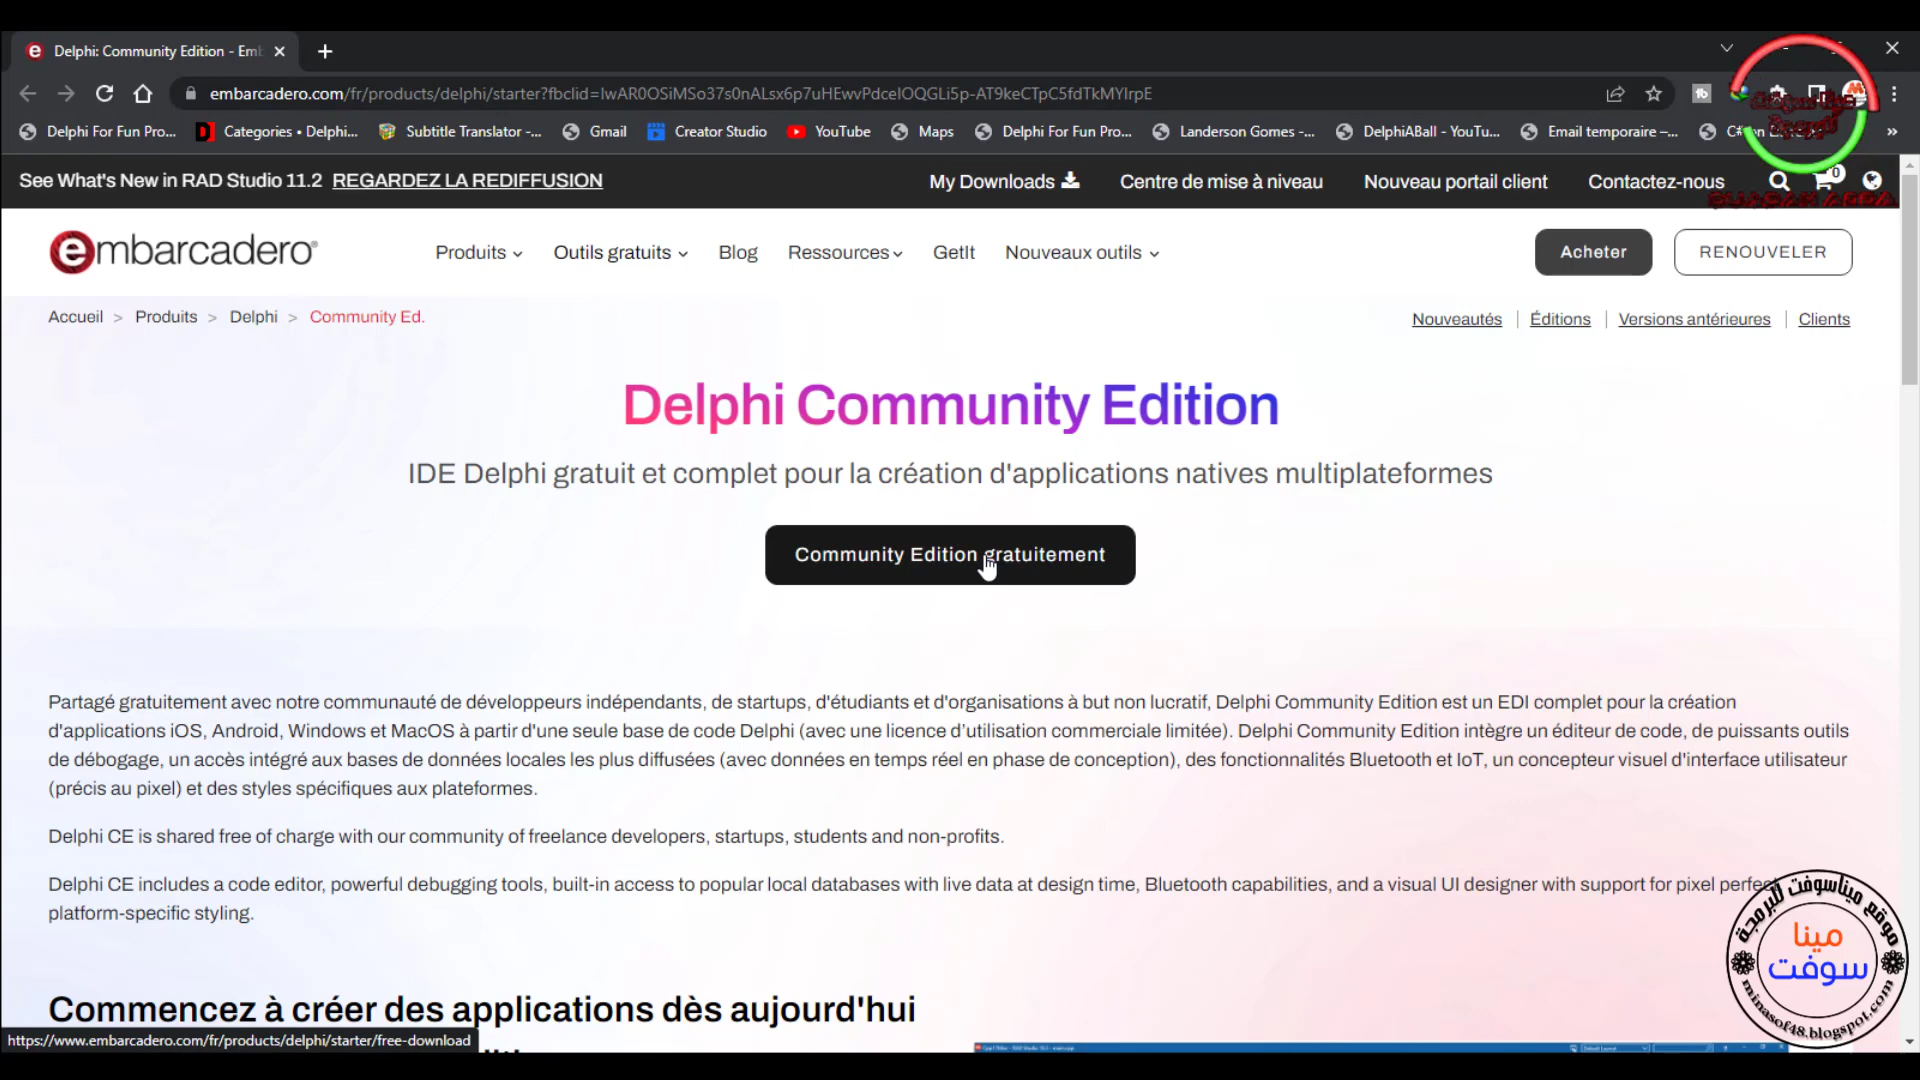 Delphi: Community Edition - Emb
embarcadero.com/fr/products/delphi/starter?fbclid=IwAR0OSiMSo37s0nALsx6p7uHEwvPdceIOQGLi5p-AT9keCTpC5fdTkMYIrpE
Delphi For Fun Pro... Categories • Delphi... Subtitle Translator -... Gmail Creator Studio YouTube Maps Delphi For Fun Pro... Landerson Gomes -... DelphiABall - YouTu... Email temporaire –... »
See What's New in RAD Studio 11.2 REGARDEZ LA REDIFFUSION My Downloads Centre de mise à niveau Nouveau portail client Contactez-nous 0
embarcadero® Produits Outils gratuits Blog Ressources GetIt Nouveaux outils Acheter RENOUVELER
Accueil > Produits > Delphi > Community Ed. Nouveautés | Éditions | Versions antérieures | Clients
Delphi Community Edition
IDE Delphi gratuit et complet pour la création d'applications natives multiplateformes
Community Edition gratuitement
Partagé gratuitement avec notre communauté de développeurs indépendants, de startups, d'étudiants et d'organisations à but non lucratif, Delphi Community Edition est un EDI complet pour la création
d'applications iOS, Android, Windows et MacOS à partir d'une seule base de code Delphi (avec une licence d’utilisation commerciale limitée). Delphi Community Edition intègre un éditeur de code, de puissants outils
de débogage, un accès intégré aux bases de données locales les plus diffusées (avec données en temps réel en phase de conception), des fonctionnalités Bluetooth et IoT, un concepteur visuel d'interface utilisateur
(précis au pixel) et des styles spécifiques aux plateformes.
Delphi CE is shared free of charge with our community of freelance developers, startups, students and non-profits.
Delphi CE includes a code editor, powerful debugging tools, built-in access to popular local databases with live data at design time, Bluetooth capabilities, and a visual UI designer with support for pixel perfect
platform-specific styling.
موقع ميناسوفت للبرمجة
مينا
سوفت
minasof48.blogspot.com
Commencez à créer des applications dès aujourd'hui
https://www.embarcadero.com/fr/products/delphi/starter/free-download